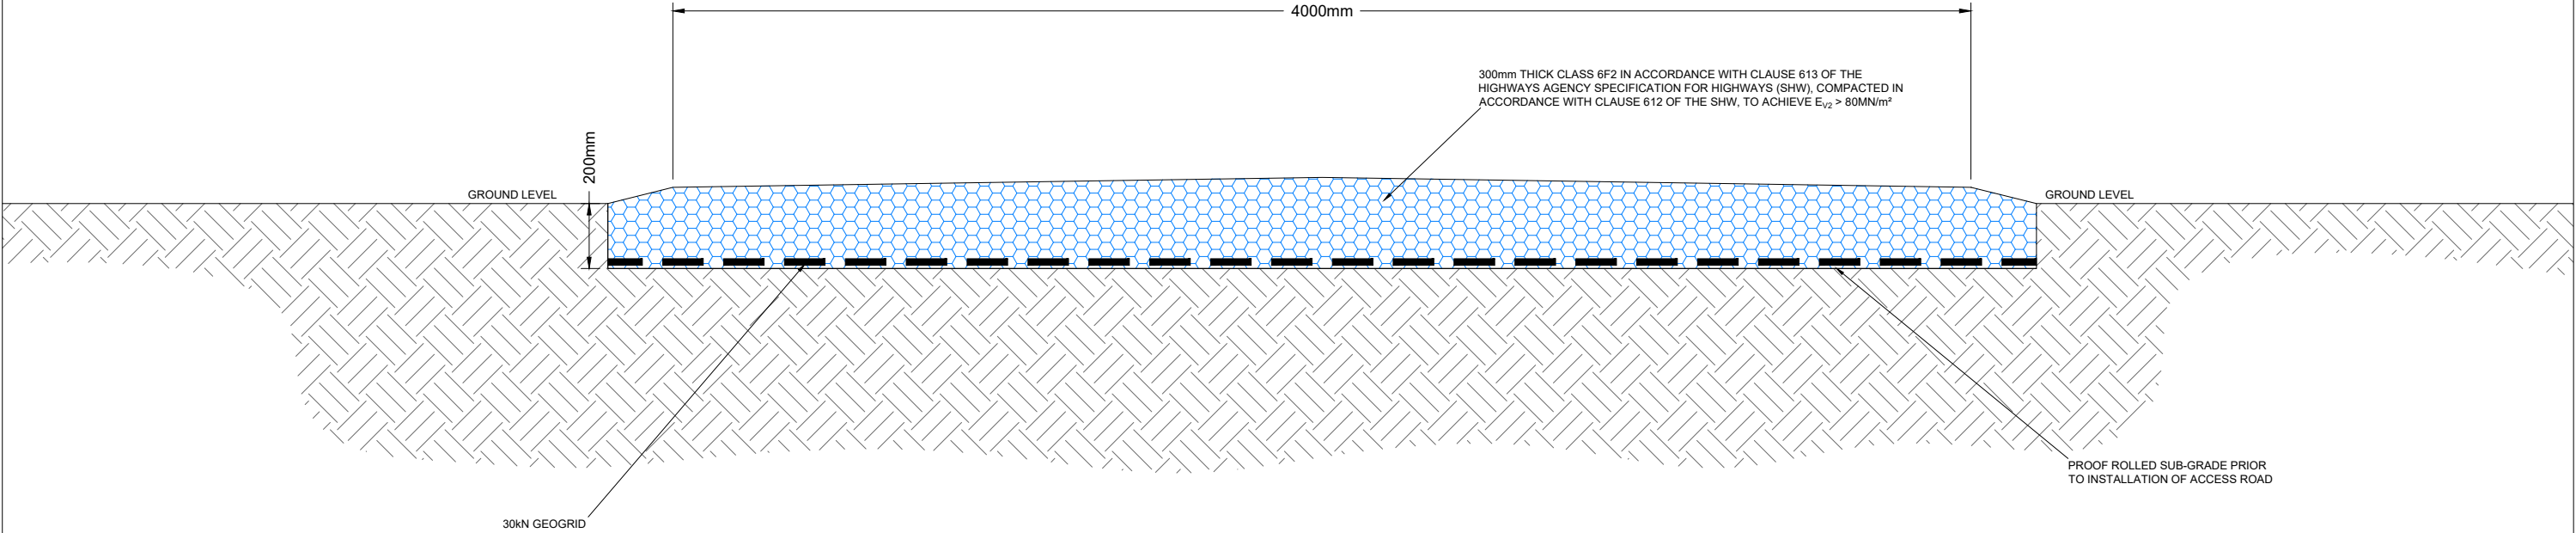 4000mm
300mm THICK CLASS 6F2 IN ACCORDANCE WITH CLAUSE 613 OF THE
HIGHWAYS AGENCY SPECIFICATION FOR HIGHWAYS (SHW), COMPACTED IN
ACCORDANCE WITH CLAUSE 612 OF THE SHW, TO ACHIEVE EV2 > 80MN/m²
200mm
GROUND LEVEL
GROUND LEVEL
PROOF ROLLED SUB-GRADE PRIOR
TO INSTALLATION OF ACCESS ROAD
30kN GEOGRID